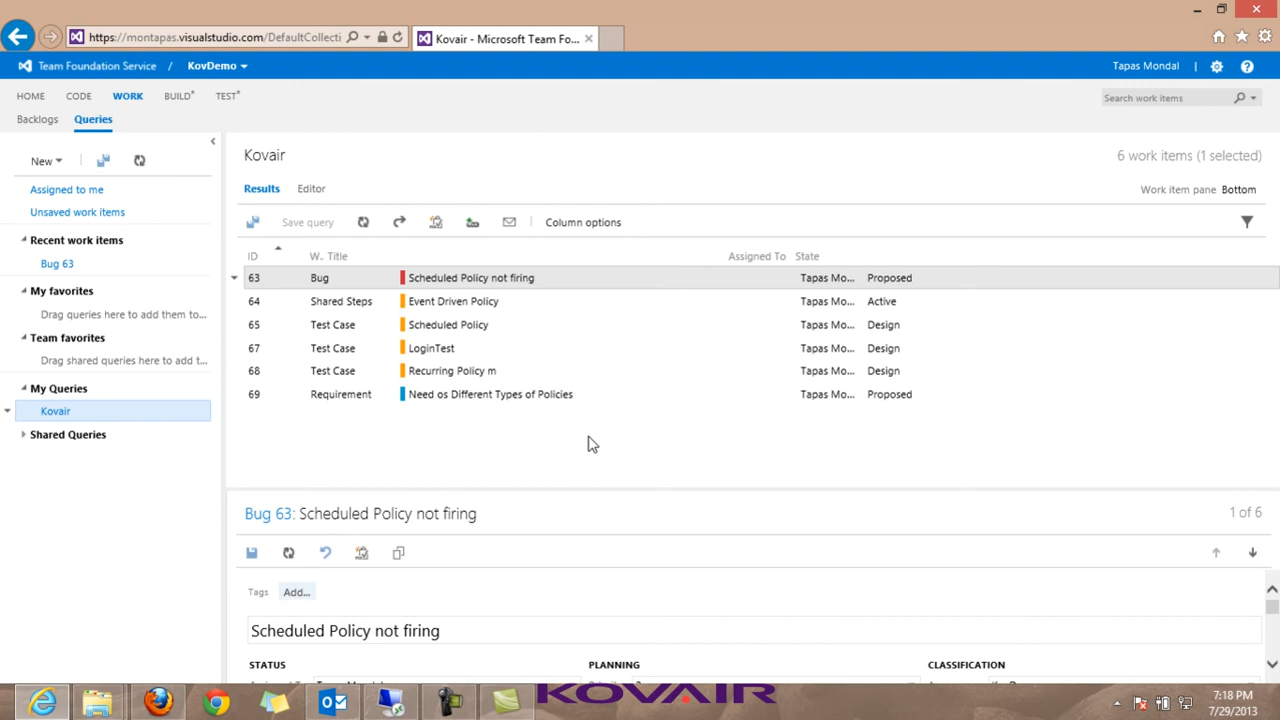 https://montapas.visualstudio.com/DefaultCollecti
Kovair - Microsoft Team Fo...
Team Foundation Service / KovDemo
Tapas Mondal
HOME CODE WORK BUILD* TEST*
Search work items
Backlogs Queries
New
Assigned to me
Unsaved work items
Recent work items
Bug 63
My favorites
Drag queries here to add them to...
Team favorites
Drag shared queries here to add t...
My Queries
Kovair
Shared Queries
Kovair
6 work items (1 selected)
Results Editor
Work item pane Bottom
Save query
Column options
ID W.. Title Assigned To State
63 Bug Scheduled Policy not firing Tapas Mo... Proposed
64 Shared Steps Event Driven Policy Tapas Mo... Active
65 Test Case Scheduled Policy Tapas Mo... Design
67 Test Case LoginTest Tapas Mo... Design
68 Test Case Recurring Policy m Tapas Mo... Design
69 Requirement Need os Different Types of Policies Tapas Mo... Proposed
Bug 63: Scheduled Policy not firing
1 of 6
Tags Add...
Scheduled Policy not firing
STATUS PLANNING CLASSIFICATION
KOVAIR
7:18 PM
7/29/2013